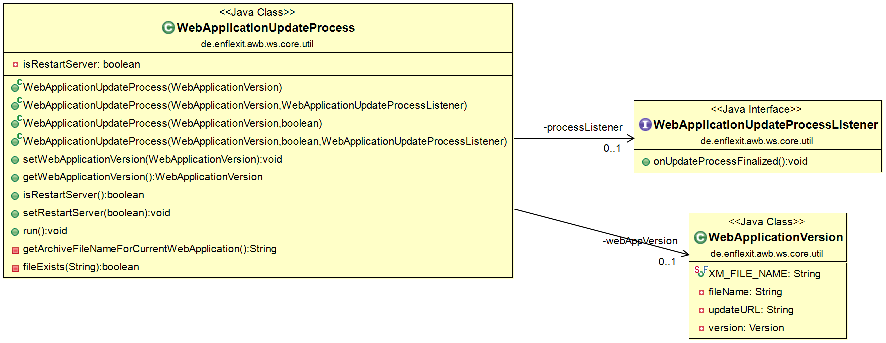 <<Java Class>>
WebApplicationUpdateProcess
de.enflexit.awb.ws.core.util
isRestartServer: boolean
WebApplicationUpdateProcess(WebApplicationVersion)
WebApplicationUpdateProcess(WebApplicationVersion,WebApplicationUpdateProcessListener)
WebApplicationUpdateProcess(WebApplicationVersion,boolean)
WebApplicationUpdateProcess(WebApplicationVersion,boolean,WebApplicationUpdateProcessListener)
setWebApplicationVersion(WebApplicationVersion):void
getWebApplicationVersion():WebApplicationVersion
isRestartServer():boolean
setRestartServer(boolean):void
run():void
getArchiveFileNameForCurrentWebApplication():String
fileExists(String):boolean
-processListener
0..1
<<Java Interface>>
WebApplicationUpdateProcessListener
de.enflexit.awb.ws.core.util
onUpdateProcessFinalized():void
-webAppVersion
0..1
<<Java Class>>
WebApplicationVersion
de.enflexit.awb.ws.core.util
XM_FILE_NAME: String
fileName: String
updateURL: String
version: Version